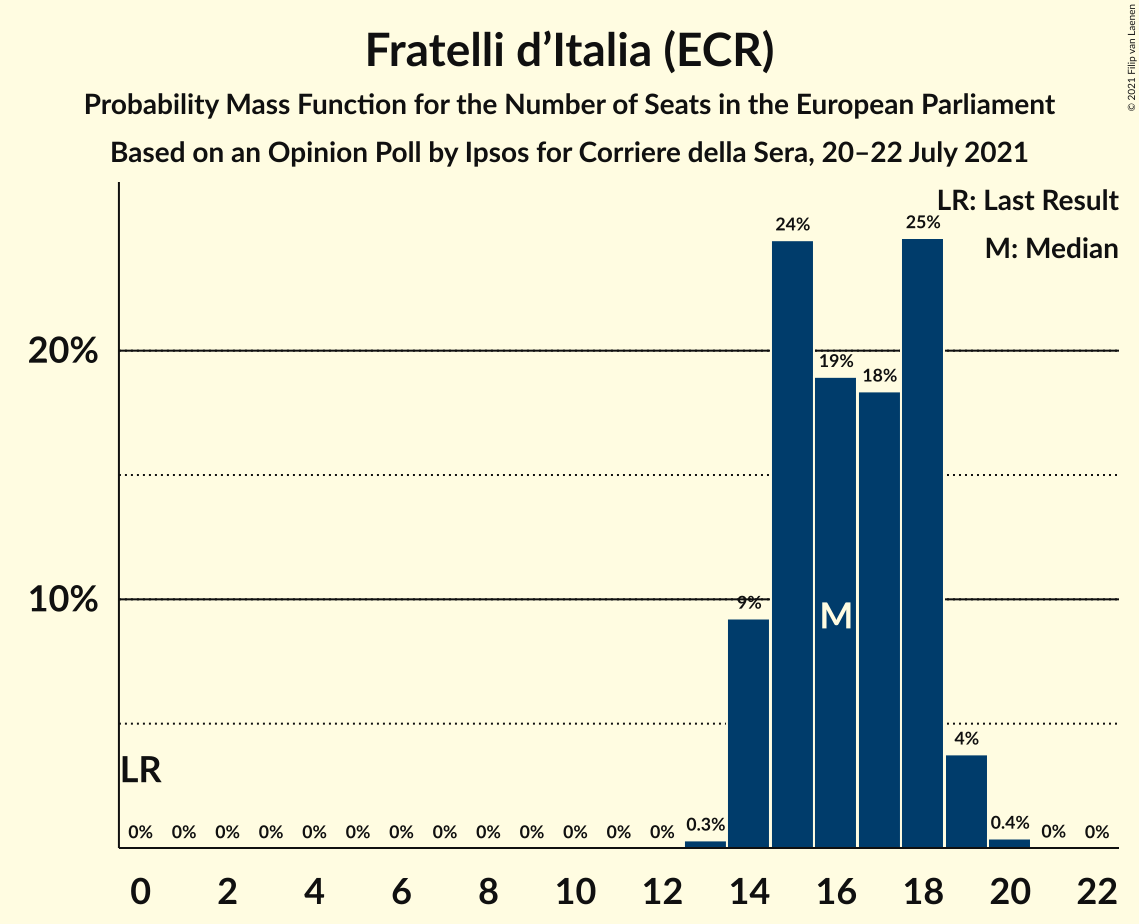 Fratelli d’Italia (ECR)
Probability Mass Function for the Number of Seats in the European Parliament
Based on an Opinion Poll by Ipsos for Corriere della Sera, 20–22 July 2021
© 2021 Filip van Laenen
LR: Last Result
M: Median
24%
25%
20%
19%
18%
10%
9%
M
4%
LR
0% 0% 0% 0% 0% 0% 0% 0% 0% 0% 0% 0% 0% 0.3% 0.4% 0% 0%
0 2 4 6 8 10 12 14 16 18 20 22